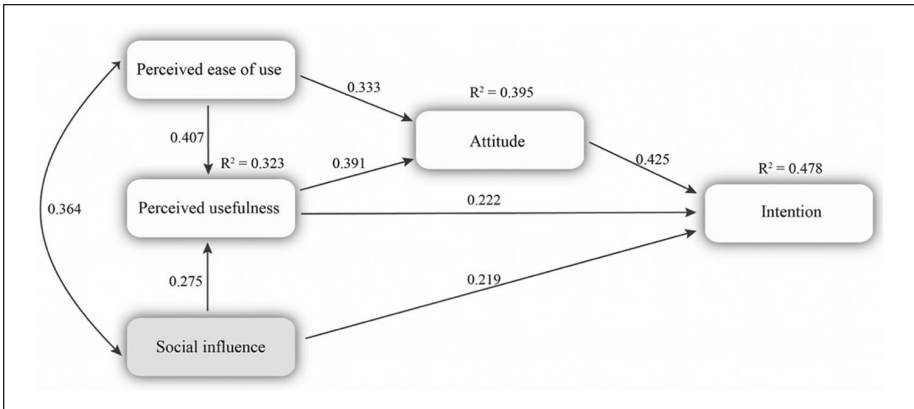 Perceived ease of use
0.333
R² = 0.395
Attitude
0.407
R² = 0.323
0.391
0.425
R² = 0.478
Perceived usefulness
0.222
Intention
0.364
0.275
0.219
Social influence